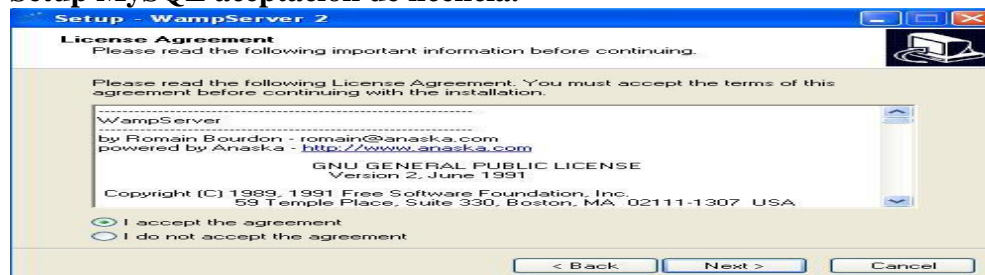 Setup MySQL aceptación de licencia.
Setup - WampServer 2
License Agreement
Please read the following important information before continuing.
Please read the following License Agreement. You must accept the terms of this
agreement before continuing with the installation.
WampServer
by Romain Bourdon - romain@anaska.com
powered by Anaska - http://www.anaska.com
GNU GENERAL PUBLIC LICENSE
Version 2, June 1991
Copyright (C) 1989, 1991 Free Software Foundation, Inc.
59 Temple Place, Suite 330, Boston, MA 02111-1307 USA
I accept the agreement
I do not accept the agreement
< Back Next > Cancel